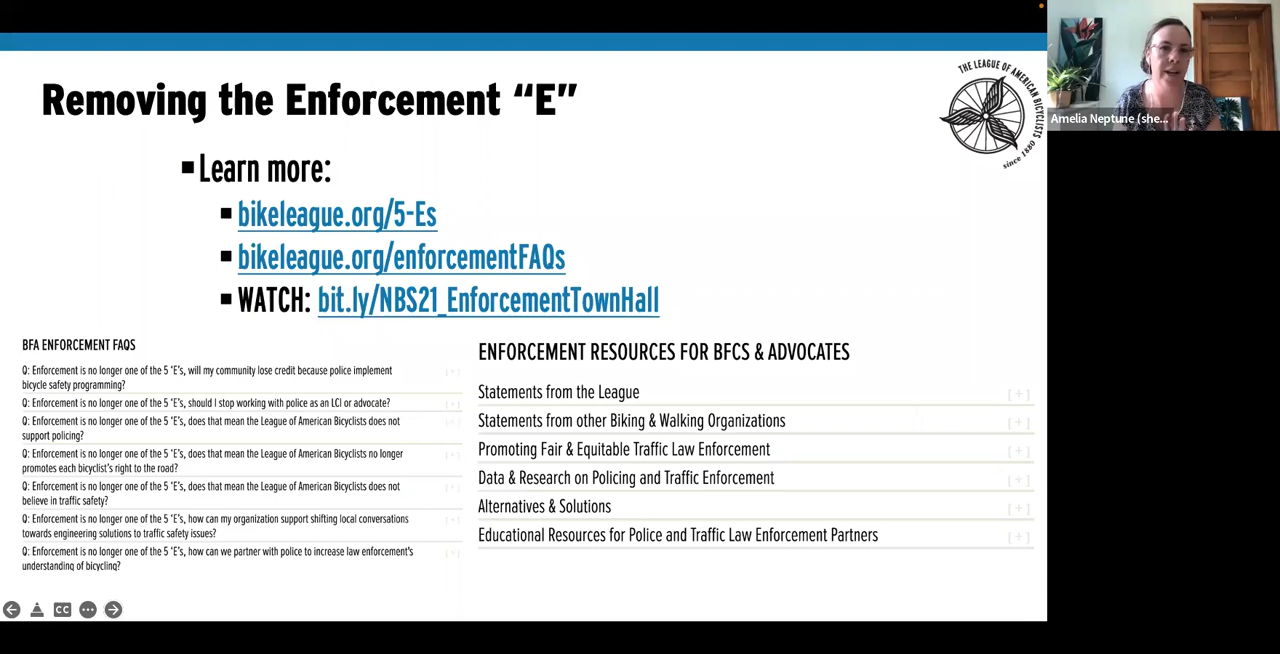 Removing the Enforcement “E”
THE LEAGUE OF AMERICAN BICYCLISTS
since 1880
Amelia Neptune (she...
▪ Learn more:
▪ bikeleague.org/5-Es
▪ bikeleague.org/enforcementFAQs
▪ WATCH: bit.ly/NBS21_EnforcementTownHall
BFA ENFORCEMENT FAQS
Q: Enforcement is no longer one of the 5 'E's, will my community lose credit because police implement
bicycle safety programming?
[+]
Q: Enforcement is no longer one of the 5 'E's, should I stop working with police as an LCI or advocate?
[+]
Q: Enforcement is no longer one of the 5 'E's, does that mean the League of American Bicyclists does not
support policing?
[+]
Q: Enforcement is no longer one of the 5 'E's, does that mean the League of American Bicyclists no longer
promotes each bicyclist's right to the road?
[+]
Q: Enforcement is no longer one of the 5 'E's, does that mean the League of American Bicyclists does not
believe in traffic safety?
[+]
Q: Enforcement is no longer one of the 5 'E's, how can my organization support shifting local conversations
towards engineering solutions to traffic safety issues?
[+]
Q: Enforcement is no longer one of the 5 'E's, how can we partner with police to increase law enforcement's
understanding of bicycling?
[+]
ENFORCEMENT RESOURCES FOR BFCS & ADVOCATES
Statements from the League [+]
Statements from other Biking & Walking Organizations [+]
Promoting Fair & Equitable Traffic Law Enforcement [+]
Data & Research on Policing and Traffic Enforcement [+]
Alternatives & Solutions [+]
Educational Resources for Police and Traffic Law Enforcement Partners [+]
CC